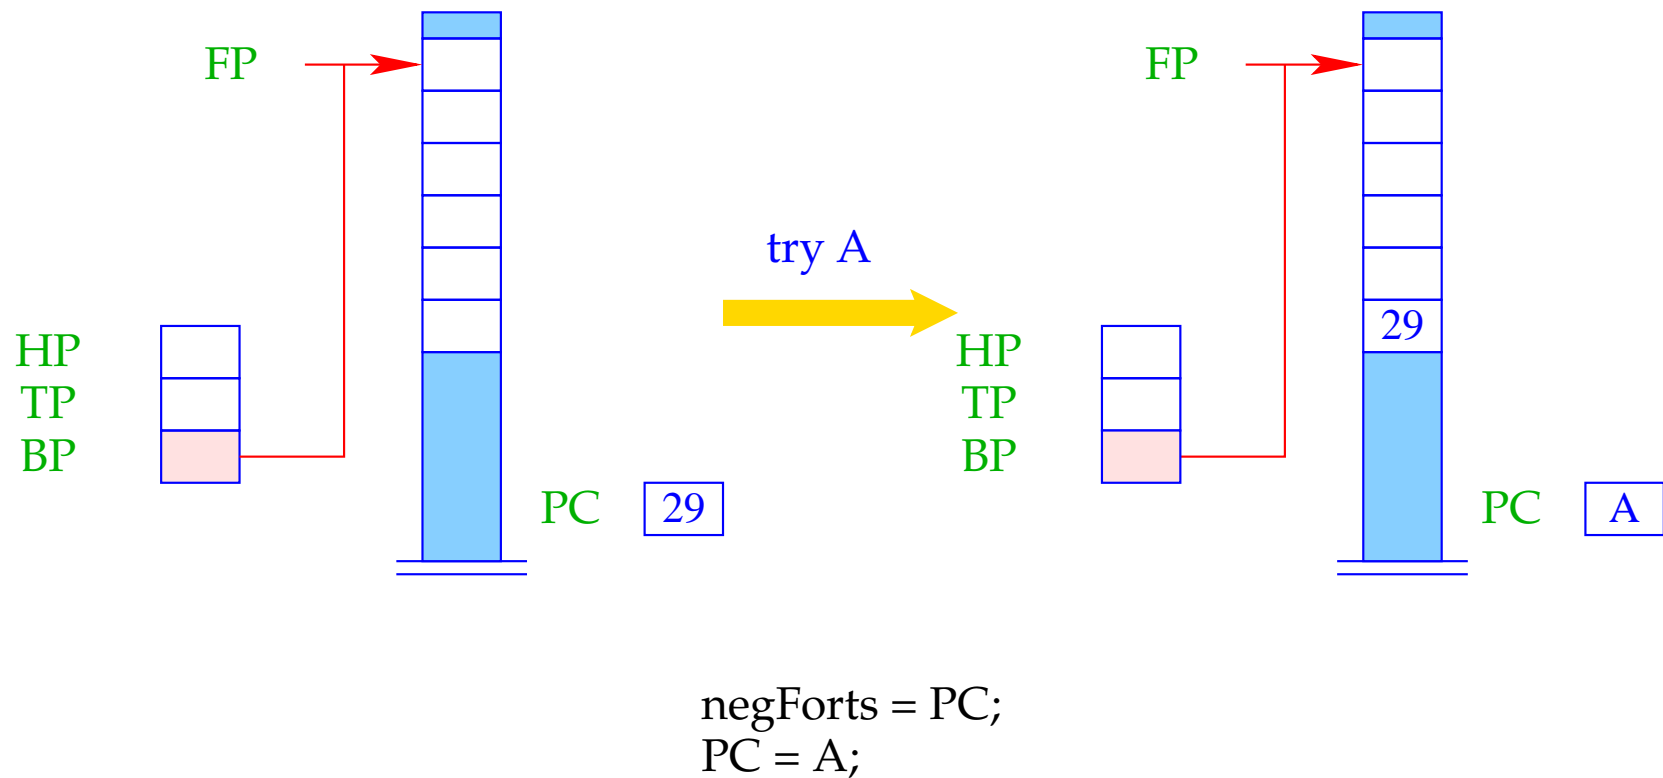 FP
FP
try A
29
HP
TP
BP
HP
TP
BP
PC 29
PC A
negForts = PC;
PC = A;